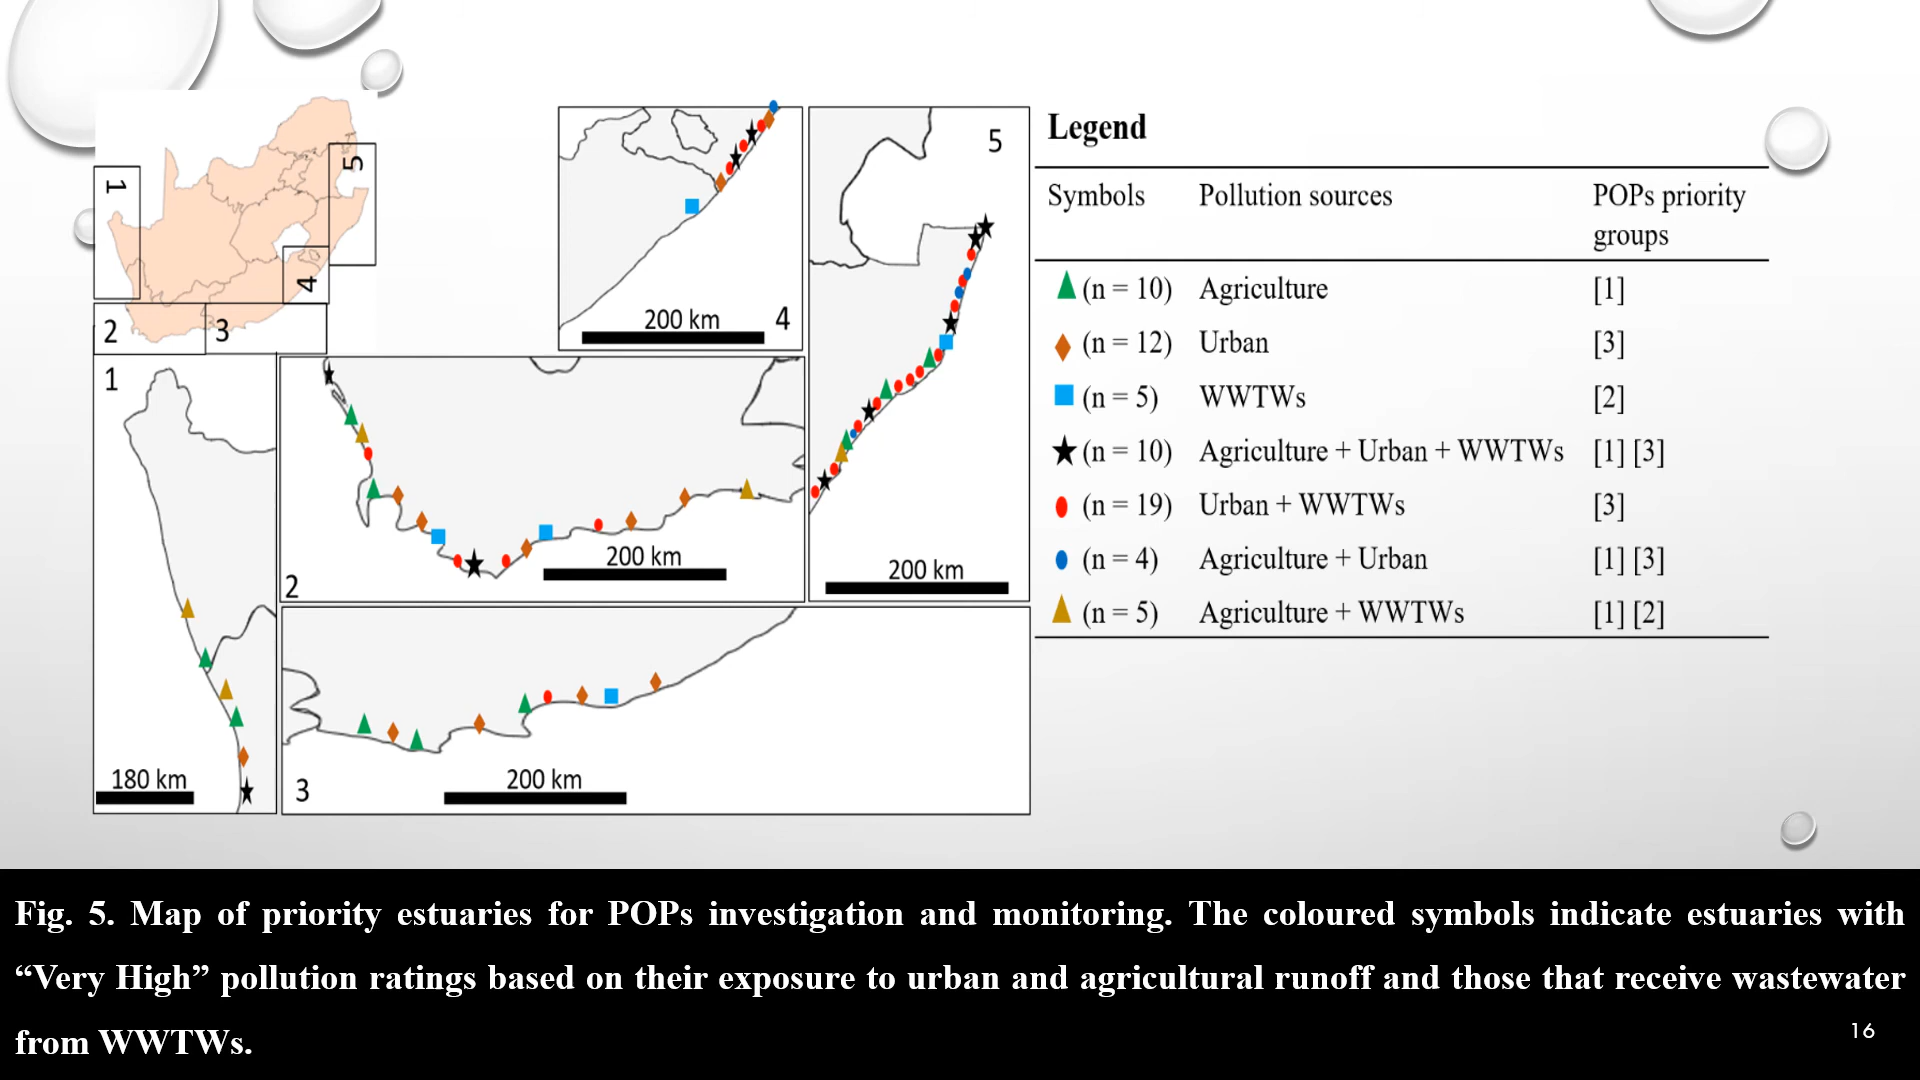 1
5
4
2
3
200 km
4
5
200 km
1
180 km
2
200 km
3
200 km
Legend
Symbols Pollution sources POPs priority
groups
(n = 10) Agriculture [1]
(n = 12) Urban [3]
(n = 5) WWTWs [2]
(n = 10) Agriculture + Urban + WWTWs [1] [3]
(n = 19) Urban + WWTWs [3]
(n = 4) Agriculture + Urban [1] [3]
(n = 5) Agriculture + WWTWs [1] [2]
Fig. 5. Map of priority estuaries for POPs investigation and monitoring. The coloured symbols indicate estuaries with
“Very High” pollution ratings based on their exposure to urban and agricultural runoff and those that receive wastewater
from WWTWs.
16